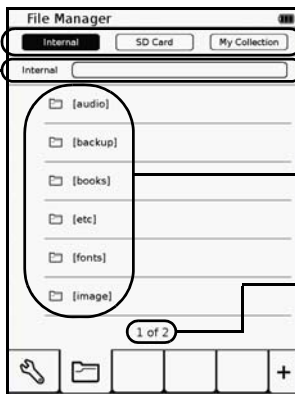 File Manager
Internal SD Card My Collection
Internal
[audio]
[backup]
[books]
[etc]
[fonts]
[image]
1 of 2
+